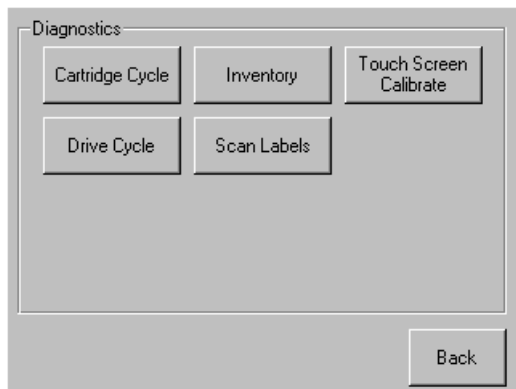 Diagnostics
Cartridge Cycle
Inventory
Touch Screen
Calibrate
Drive Cycle
Scan Labels
Back